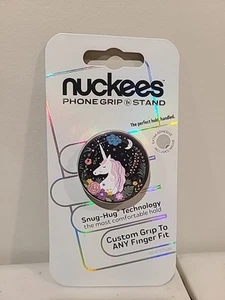 nuckees
PHONE GRIP & STAND
The perfect hold, handled.
Snug-Hug™ Technology
the most comfortable hold
Custom Grip To
ANY Finger Fit